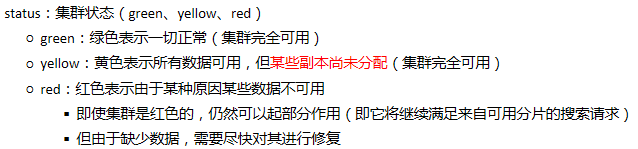 status：集群状态（green、yellow、red）
○ green：绿色表示一切正常（集群完全可用）
○ yellow：黄色表示所有数据可用，但某些副本尚未分配（集群完全可用）
○ red：红色表示由于某种原因某些数据不可用
▪ 即使集群是红色的，仍然可以起部分作用（即它将继续满足来自可用分片的搜索请求）
▪ 但由于缺少数据，需要尽快对其进行修复